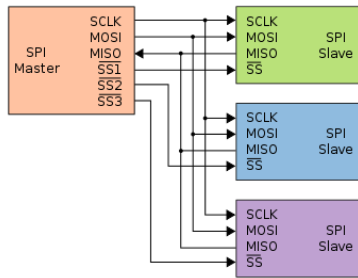 SPI
Master
SCLK
MOSI
MISO
SS1
SS2
SS3
SCLK
MOSI
MISO
SS
SPI
Slave
SCLK
MOSI
MISO
SS
SPI
Slave
SCLK
MOSI
MISO
SS
SPI
Slave